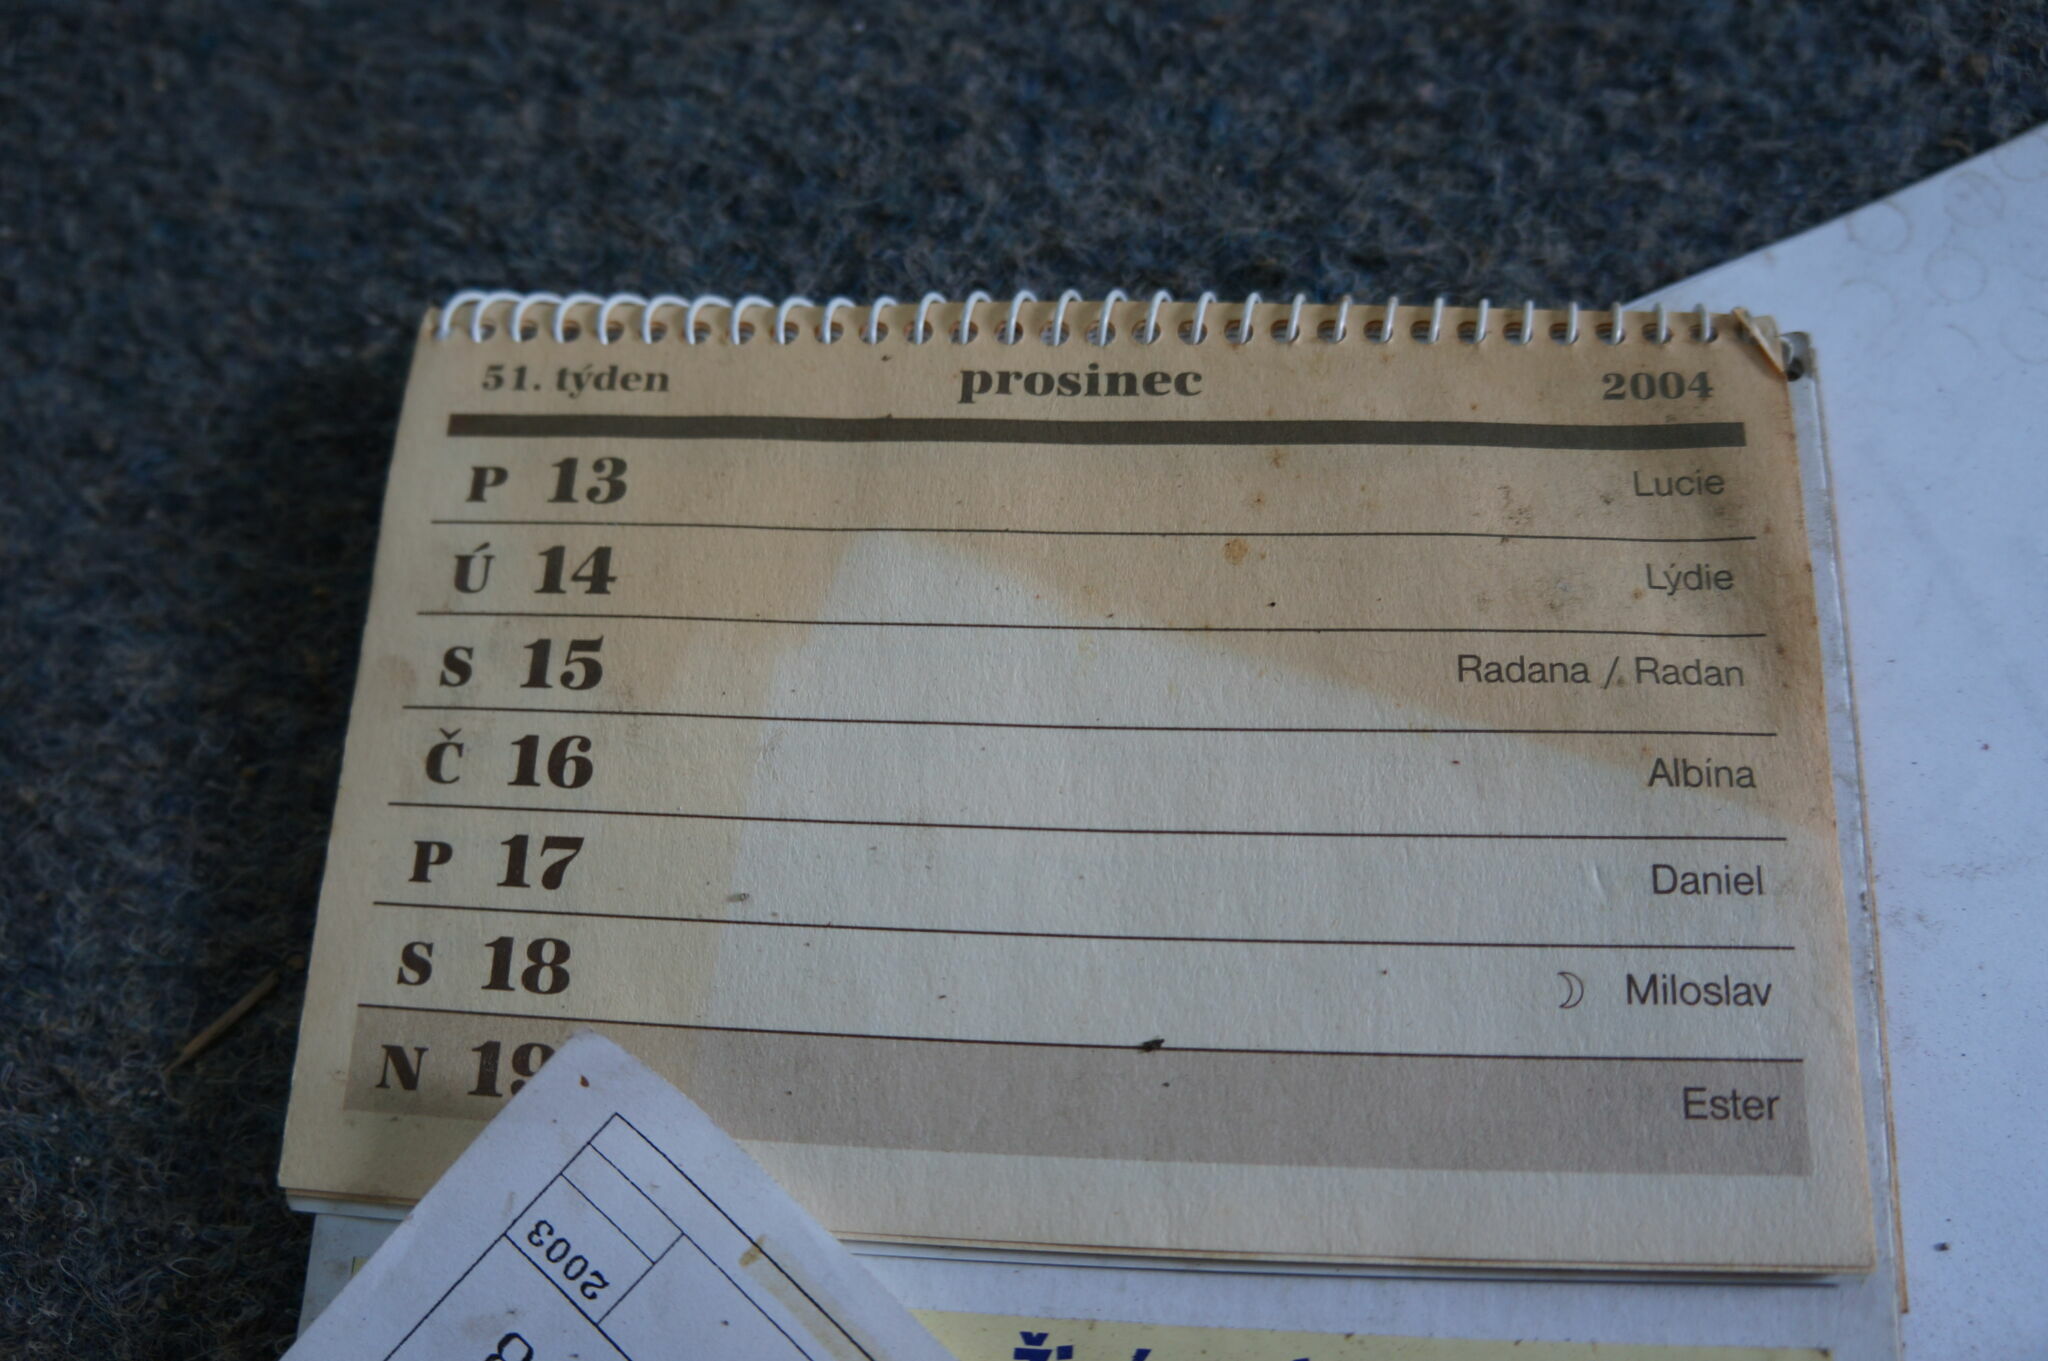 51. týden prosinec 2004
P 13 Lucie
Ú 14 Lýdie
S 15 Radana / Radan
Č 16 Albína
P 17 Daniel
S 18 Miloslav
N 19 Ester
2003